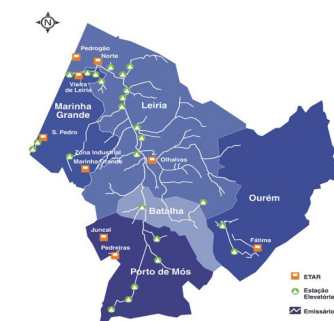 N
Pedrogão
Norte
Vieira
de Leiria
Marinha
Grande
Leiria
S. Pedro
Zona Industrial
Marinha Grande
Olhalvas
Ourém
Batalha
Juncal
Pedreiras
Fátima
Porto de Mós
ETAR
Estação
Elevatória
Emissário